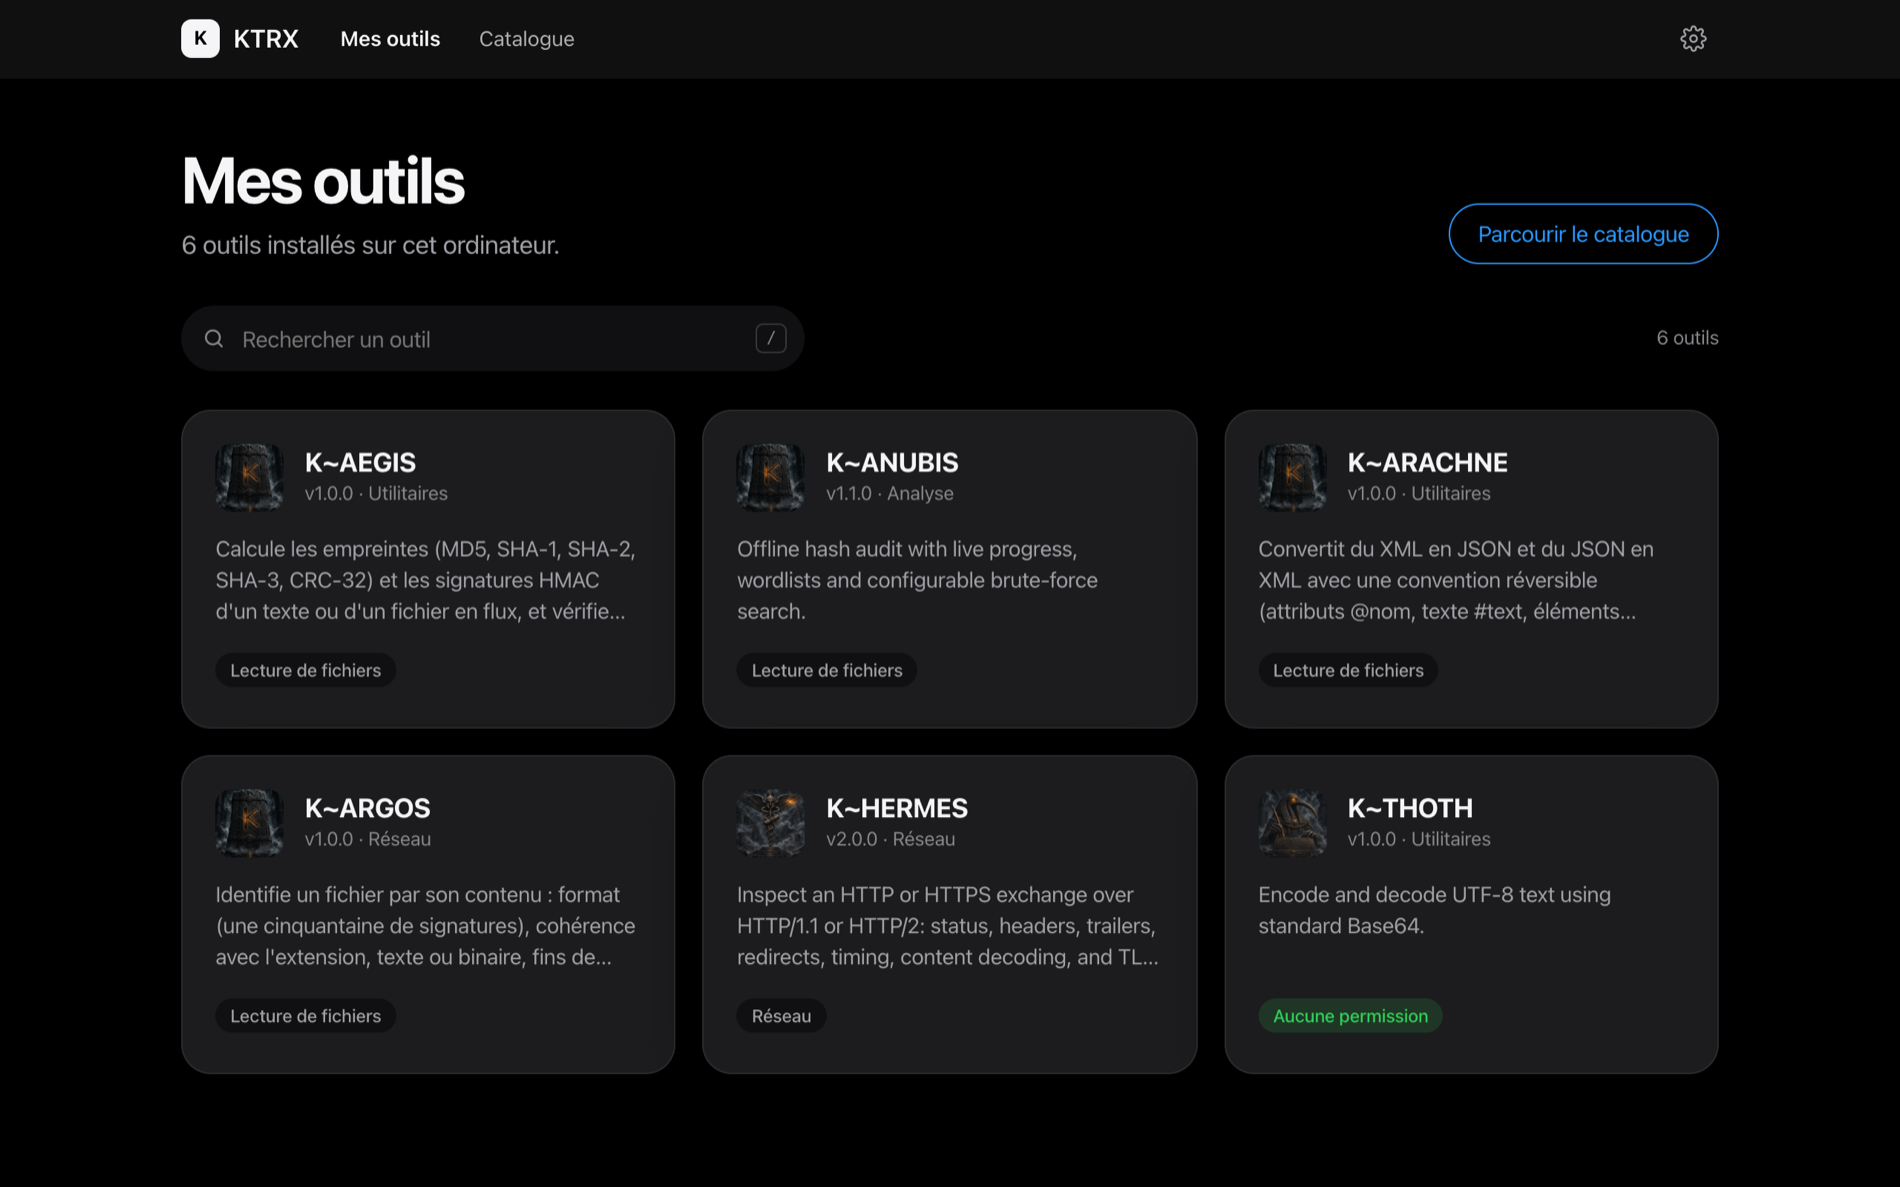 K KTRX Mes outils Catalogue
Mes outils
6 outils installés sur cet ordinateur.
Parcourir le catalogue
Rechercher un outil /
6 outils
K~AEGIS
v1.0.0 · Utilitaires
Calcule les empreintes (MD5, SHA-1, SHA-2,
SHA-3, CRC-32) et les signatures HMAC
d'un texte ou d'un fichier en flux, et vérifie...
Lecture de fichiers
K~ANUBIS
v1.1.0 · Analyse
Offline hash audit with live progress,
wordlists and configurable brute-force
search.
Lecture de fichiers
K~ARACHNE
v1.0.0 · Utilitaires
Convertit du XML en JSON et du JSON en
XML avec une convention réversible
(attributs @nom, texte #text, éléments...
Lecture de fichiers
K~ARGOS
v1.0.0 · Réseau
Identifie un fichier par son contenu : format
(une cinquantaine de signatures), cohérence
avec l'extension, texte ou binaire, fins de...
Lecture de fichiers
K~HERMES
v2.0.0 · Réseau
Inspect an HTTP or HTTPS exchange over
HTTP/1.1 or HTTP/2: status, headers, trailers,
redirects, timing, content decoding, and TL...
Réseau
K~THOTH
v1.0.0 · Utilitaires
Encode and decode UTF-8 text using
standard Base64.
Aucune permission